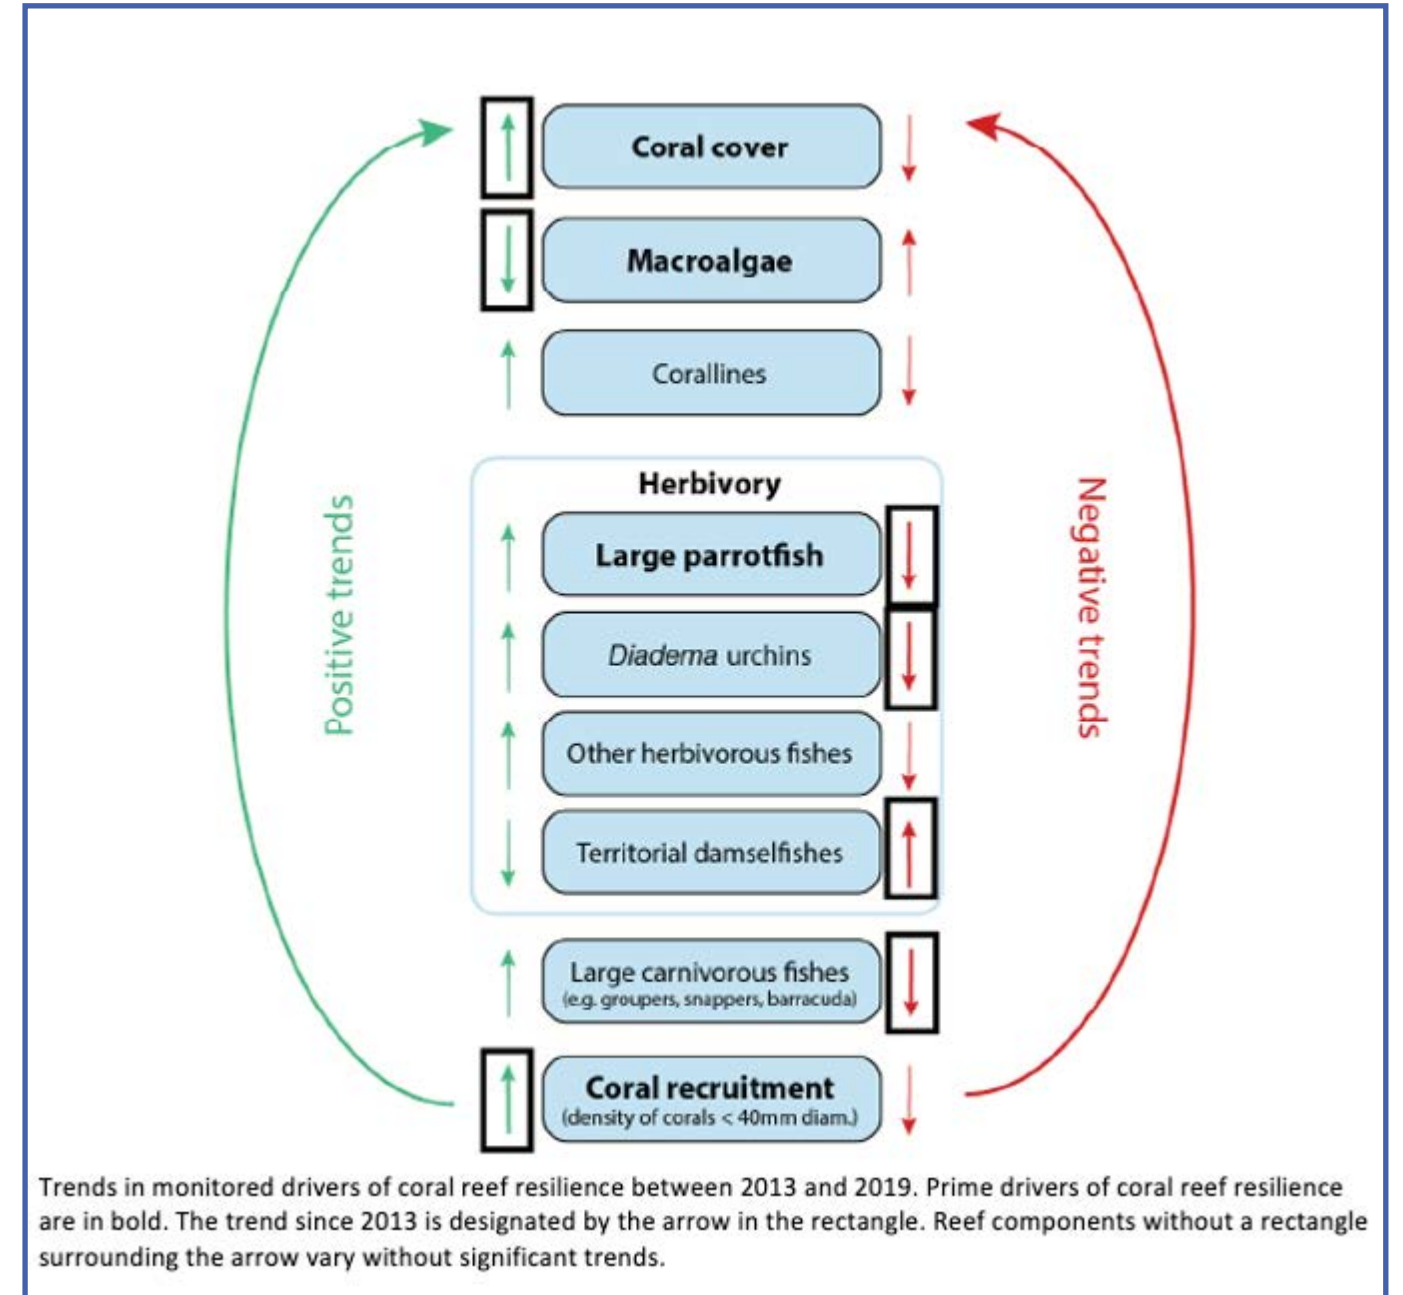 Coral cover
Macroalgae
Corallines
Herbivory
Large parrotfish
Diadema urchins
Other herbivorous fishes
Territorial damselfishes
Large carnivorous fishes
(e.g. groupers, snappers, barracuda)
Coral recruitment
(density of corals < 40mm diam.)
Positive trends
Negative trends
Trends in monitored drivers of coral reef resilience between 2013 and 2019. Prime drivers of coral reef resilience
are in bold. The trend since 2013 is designated by the arrow in the rectangle. Reef components without a rectangle
surrounding the arrow vary without significant trends.